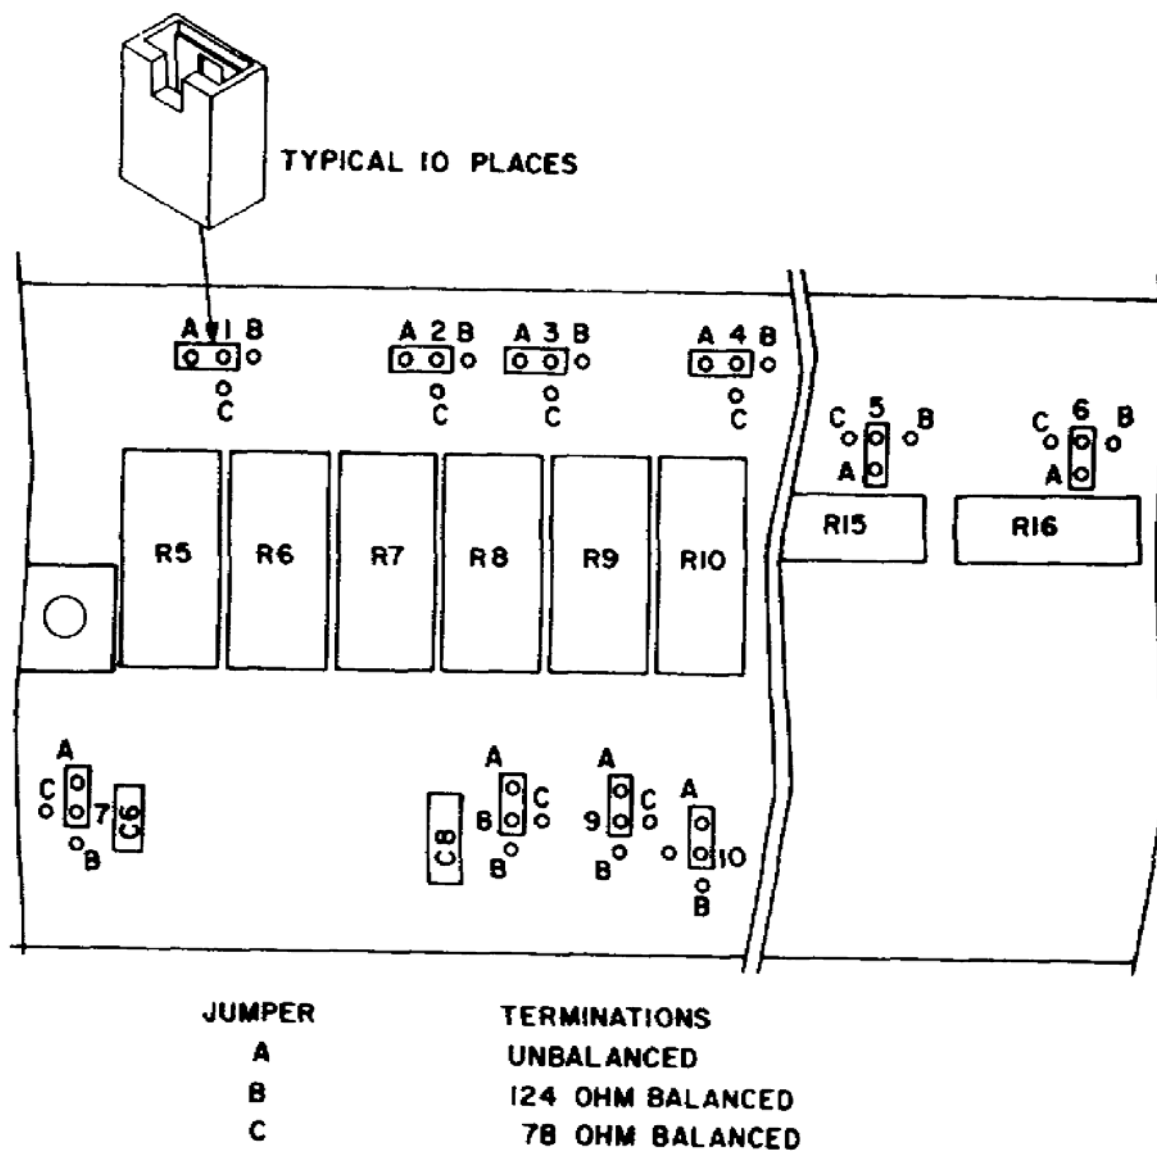 TYPICAL 10 PLACES
A 1 B
C
A 2 B
C
A 3 B
C
A 4 B
C
C 5 B
A
6
C B
A
R5
R6
R7
R8
R9
R10
R15
R16
A
C
7
B
C6
C8
A
C
8
B
A
C
9
B
A
10
B
JUMPER TERMINATIONS
A UNBALANCED
B 124 OHM BALANCED
C 78 OHM BALANCED